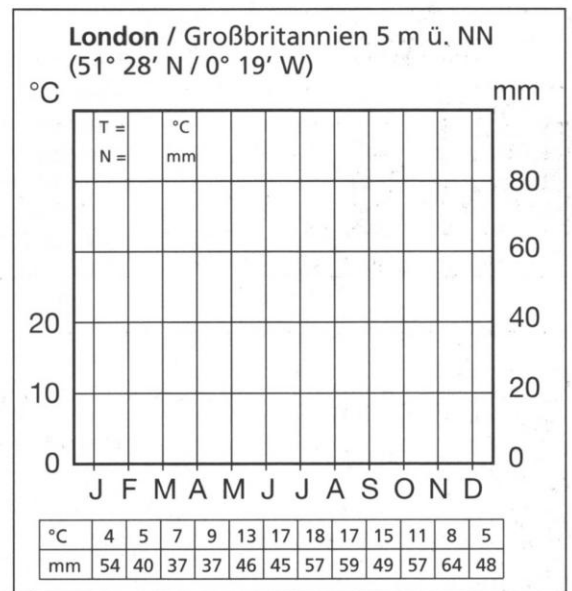 London / Großbritannien 5 m ü. NN
(51° 28’ N / 0° 19’ W)
°C mm
T = °C
N = mm
80
60
20 40
10 20
0 0
J F M A M J J A S O N D
°C 4 5 7 9 13 17 18 17 15 11 8 5
mm 54 40 37 37 46 45 57 59 49 57 64 48